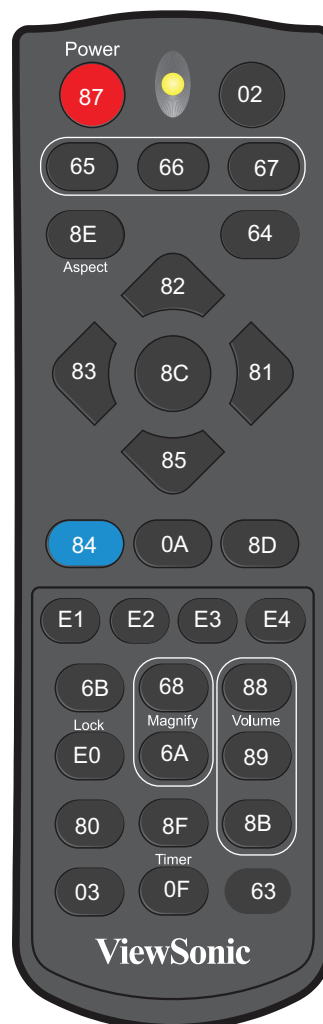 Power
87 02
65 66 67
8E 64
Aspect
82
83 8C 81
85
84 0A 8D
E1 E2 E3 E4
6B 68 88
Lock Magnify Volume
E0 6A 89
80 8F 8B
Timer
03 0F 63
ViewSonic